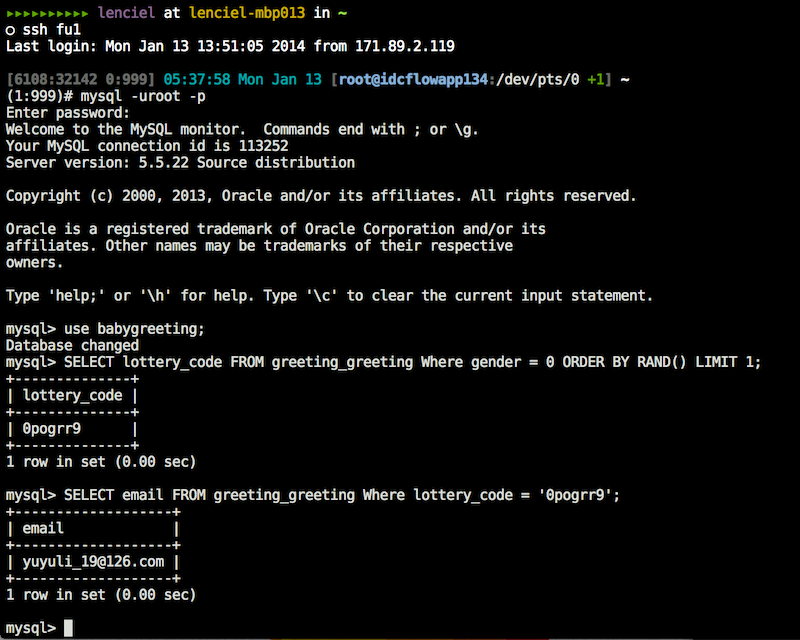 ▸▸▸▸▸▸▸▸▸▸ lenciel at lenciel-mbp013 in ~
○ ssh fu1
Last login: Mon Jan 13 13:51:05 2014 from 171.89.2.119
[6108:32142 0:999] 05:37:58 Mon Jan 13 [root@idcflowapp134:/dev/pts/0 +1] ~
(1:999)# mysql -uroot -p
Enter password:
Welcome to the MySQL monitor.  Commands end with ; or \g.
Your MySQL connection id is 113252
Server version: 5.5.22 Source distribution
Copyright (c) 2000, 2013, Oracle and/or its affiliates. All rights reserved.
Oracle is a registered trademark of Oracle Corporation and/or its
affiliates. Other names may be trademarks of their respective
owners.
Type 'help;' or '\h' for help. Type '\c' to clear the current input statement.
mysql> use babygreeting;
Database changed
mysql> SELECT lottery_code FROM greeting_greeting Where gender = 0 ORDER BY RAND() LIMIT 1;
+--------------+
| lottery_code |
+--------------+
| 0pogrr9      |
+--------------+
1 row in set (0.00 sec)
mysql> SELECT email FROM greeting_greeting Where lottery_code = '0pogrr9';
+-------------------+
| email             |
+-------------------+
| yuyuli_19@126.com |
+-------------------+
1 row in set (0.00 sec)
mysql>